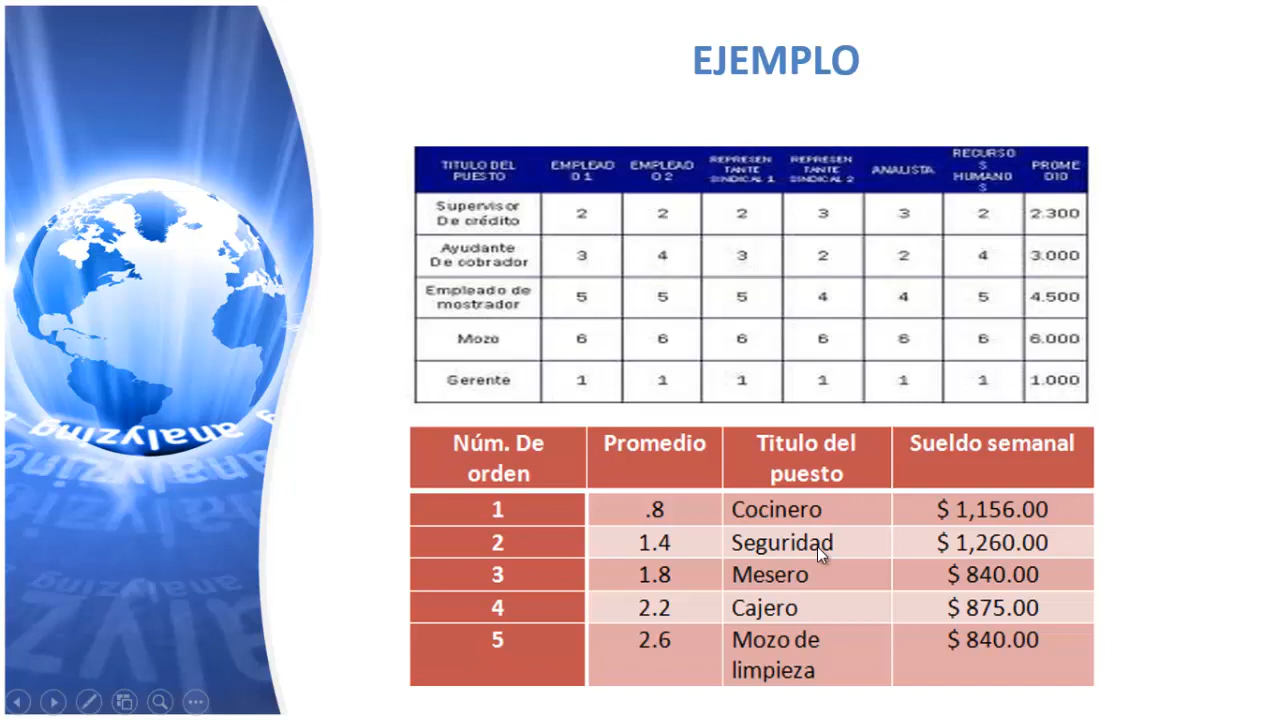 EJEMPLO
TITULO DEL PUESTO EMPLEADO 1 EMPLEADO 2 REPRESENTANTE SINDICAL 1 REPRESENTANTE SINDICAL 2 ANALISTA RECURSOS HUMANOS PROMEDIO
Supervisor De crédito 2 2 2 3 3 2 2.300
Ayudante De cobrador 3 4 3 2 2 4 3.000
Empleado de mostrador 5 5 5 4 4 5 4.500
Mozo 6 6 6 6 6 6 6.000
Gerente 1 1 1 1 1 1 1.000
Núm. De orden Promedio Titulo del puesto Sueldo semanal
1 .8 Cocinero $ 1,156.00
2 1.4 Seguridad $ 1,260.00
3 1.8 Mesero $ 840.00
4 2.2 Cajero $ 875.00
5 2.6 Mozo de limpieza $ 840.00
analyzing